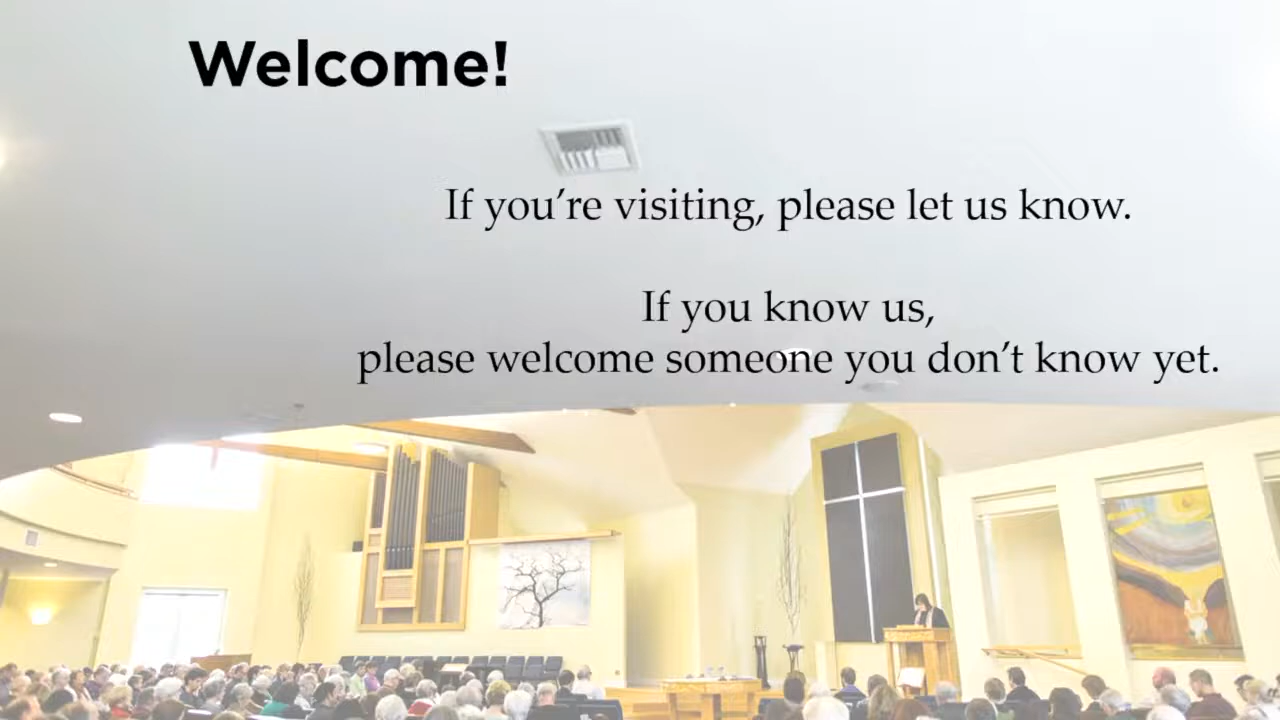 Welcome!
If you’re visiting, please let us know.
If you know us,
please welcome someone you don’t know yet.